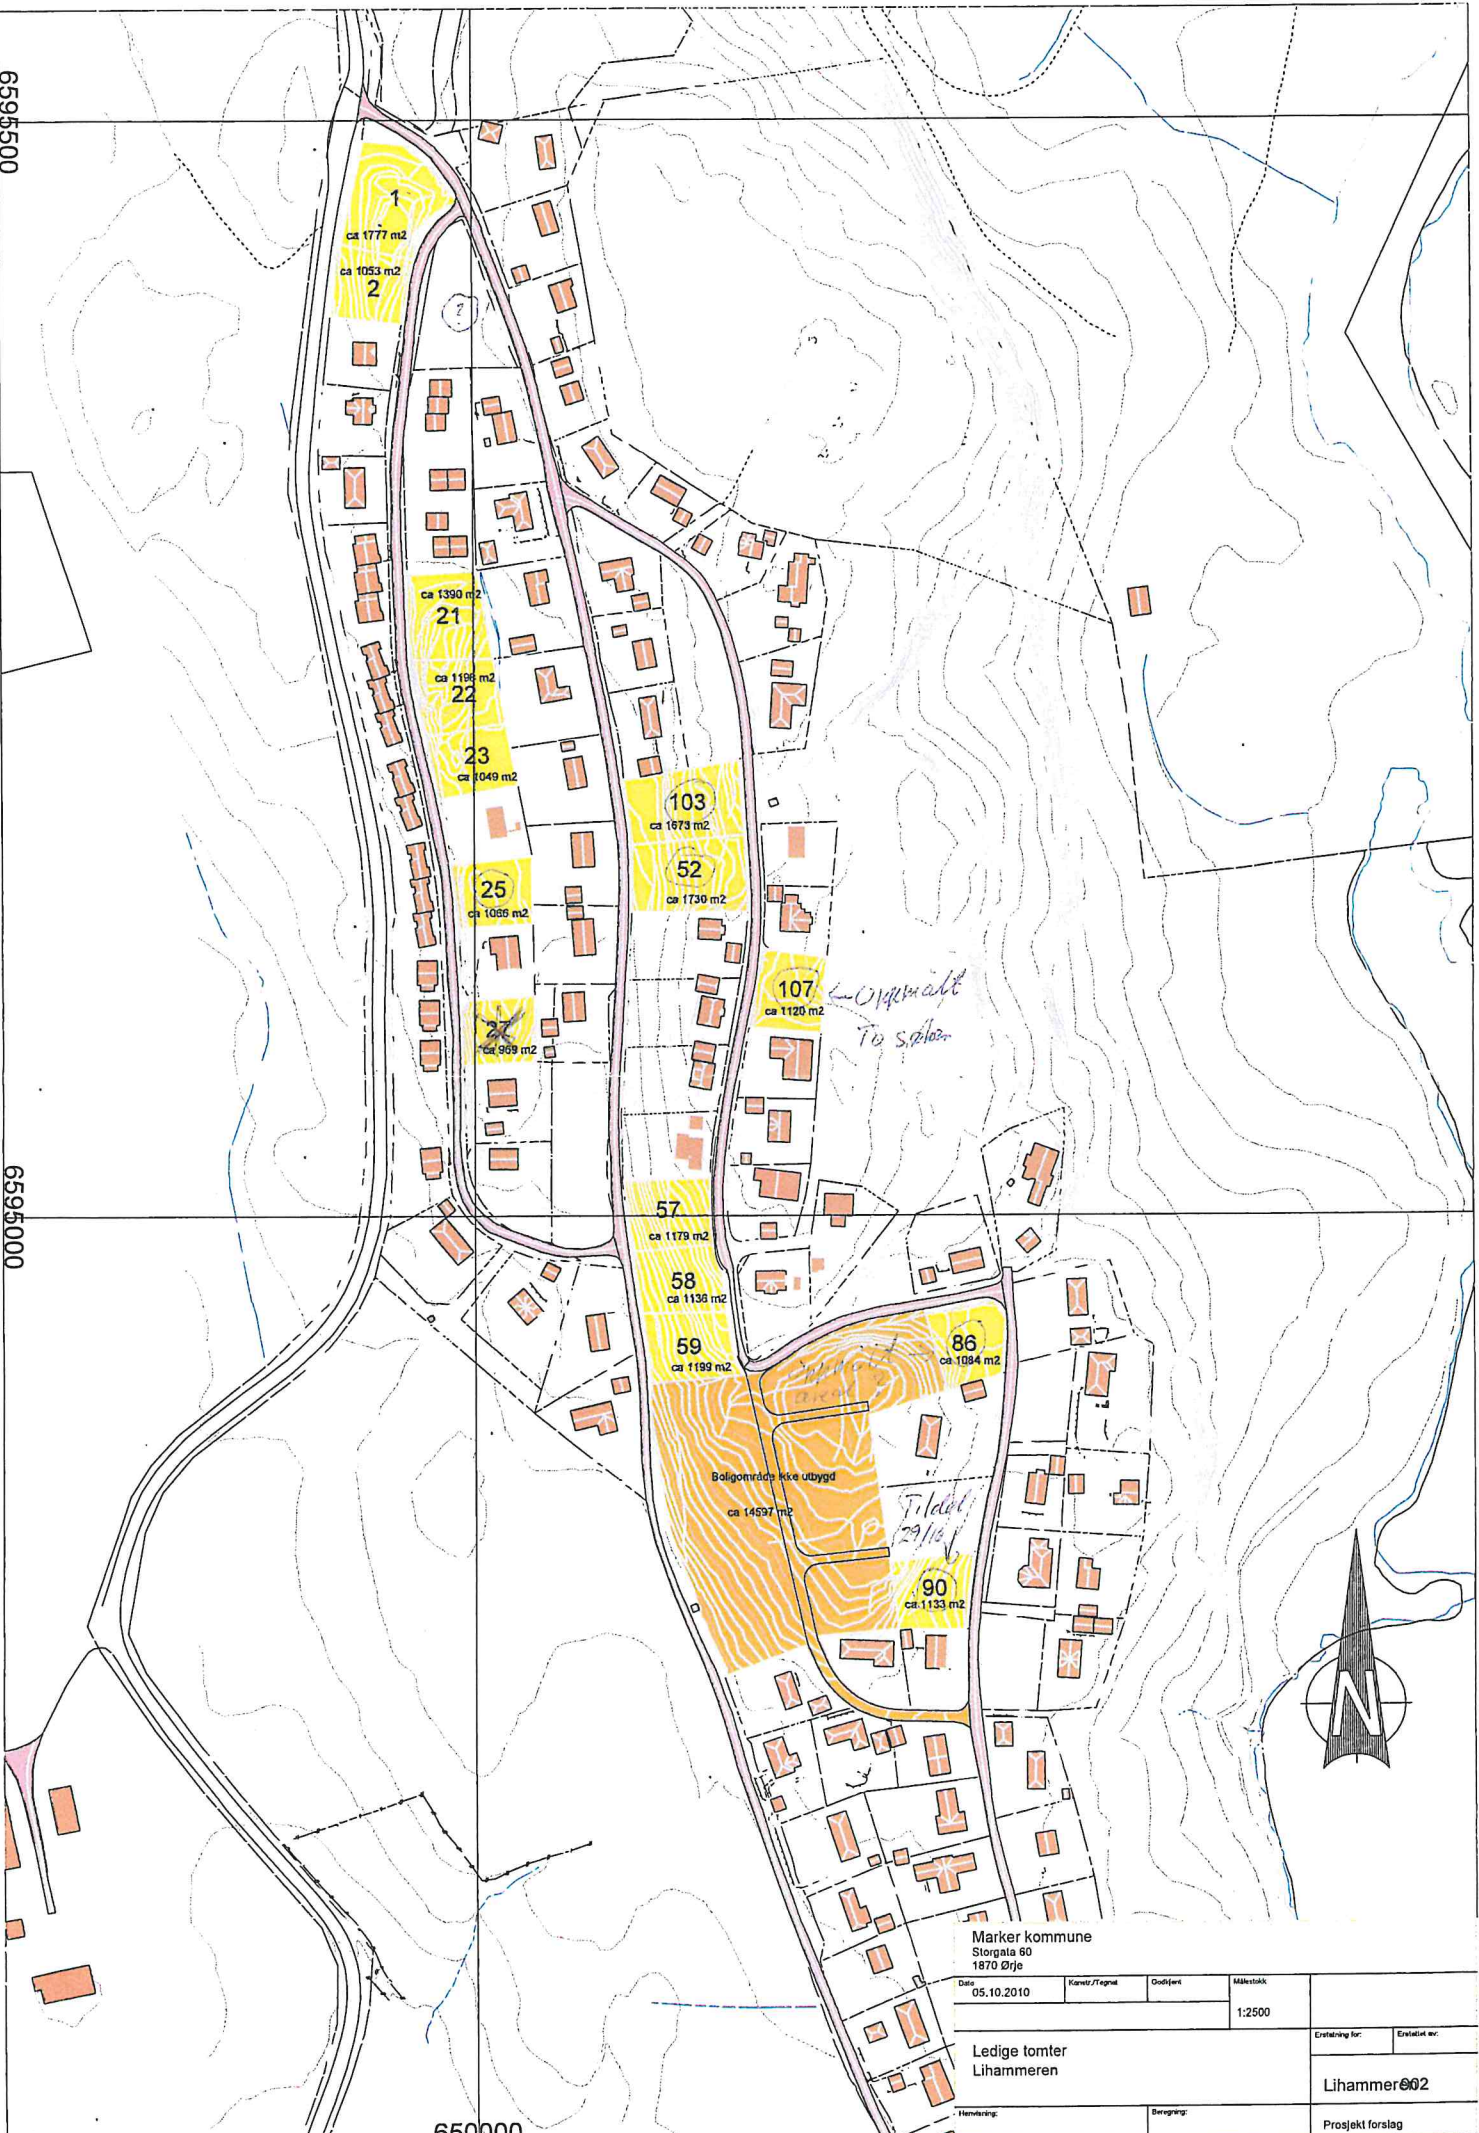 6595500
1
ca 1777 m2
ca 1053 m2
2
?
ca 1390 m2
21
ca 1196 m2
22
23
ca 1049 m2
103
ca 1673 m2
52
ca 1730 m2
25
ca 1066 m2
107
ca 1120 m2
←Oppmålt
To
27
ca 969 m2
6595000
57
ca 1179 m2
58
ca 1136 m2
59
ca 1199 m2
86
ca 1084 m2
areal
Boligområde ikke utbygd
ca 14597 m2
Tildelt
29/10
90
ca 1133 m2
N
650000
Marker kommune
Storgata 60
1870 Ørje
Dato
05.10.2010
Konstr./Tegnet
Godkjent
Målestokk
1:2500
Ledige tomter
Lihammeren
Erstatning for:
Erstattet av:
Henvisning:
Beregning:
Prosjekt forslag